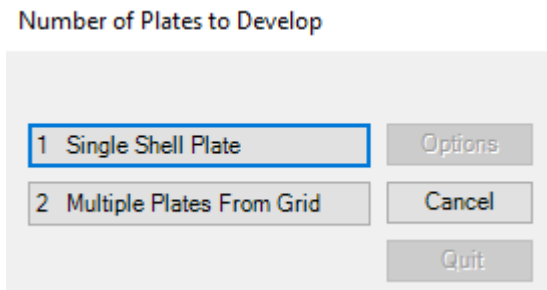 Number of Plates to Develop
1 Single Shell Plate
Options
2 Multiple Plates From Grid
Cancel
Quit